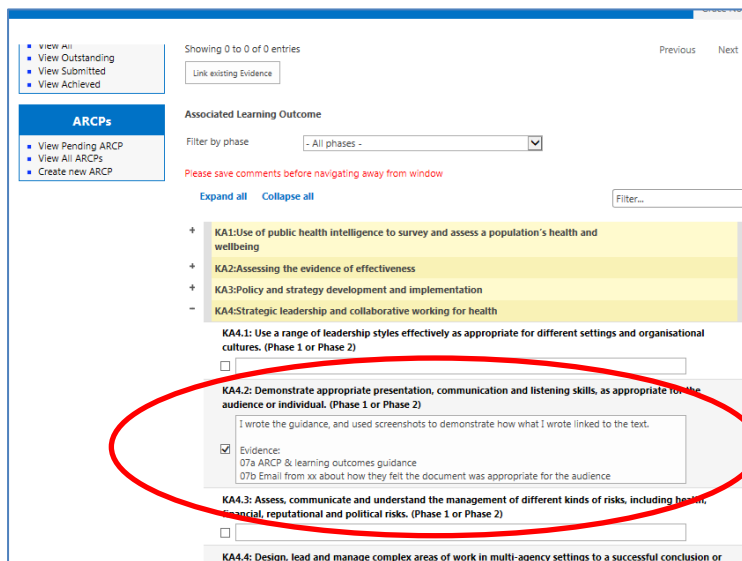 View All
View Outstanding
View Submitted
View Achieved
ARCPs
View Pending ARCP
View All ARCPs
Create new ARCP
Showing 0 to 0 of 0 entries
Previous Next
Link existing Evidence
Associated Learning Outcome
Filter by phase - All phases -
Please save comments before navigating away from window
Expand all Collapse all
Filter...
+ KA1:Use of public health intelligence to survey and assess a population's health and
wellbeing
+ KA2:Assessing the evidence of effectiveness
+ KA3:Policy and strategy development and implementation
− KA4:Strategic leadership and collaborative working for health
KA4.1: Use a range of leadership styles effectively as appropriate for different settings and organisational
cultures. (Phase 1 or Phase 2)
KA4.2: Demonstrate appropriate presentation, communication and listening skills, as appropriate for the
audience or individual. (Phase 1 or Phase 2)
I wrote the guidance, and used screenshots to demonstrate how what I wrote linked to the text.
Evidence:
07a ARCP & learning outcomes guidance
07b Email from xx about how they felt the document was appropriate for the audience
KA4.3: Assess, communicate and understand the management of different kinds of risks, including health,
financial, reputational and political risks. (Phase 1 or Phase 2)
KA4.4: Design, lead and manage complex areas of work in multi-agency settings to a successful conclusion or